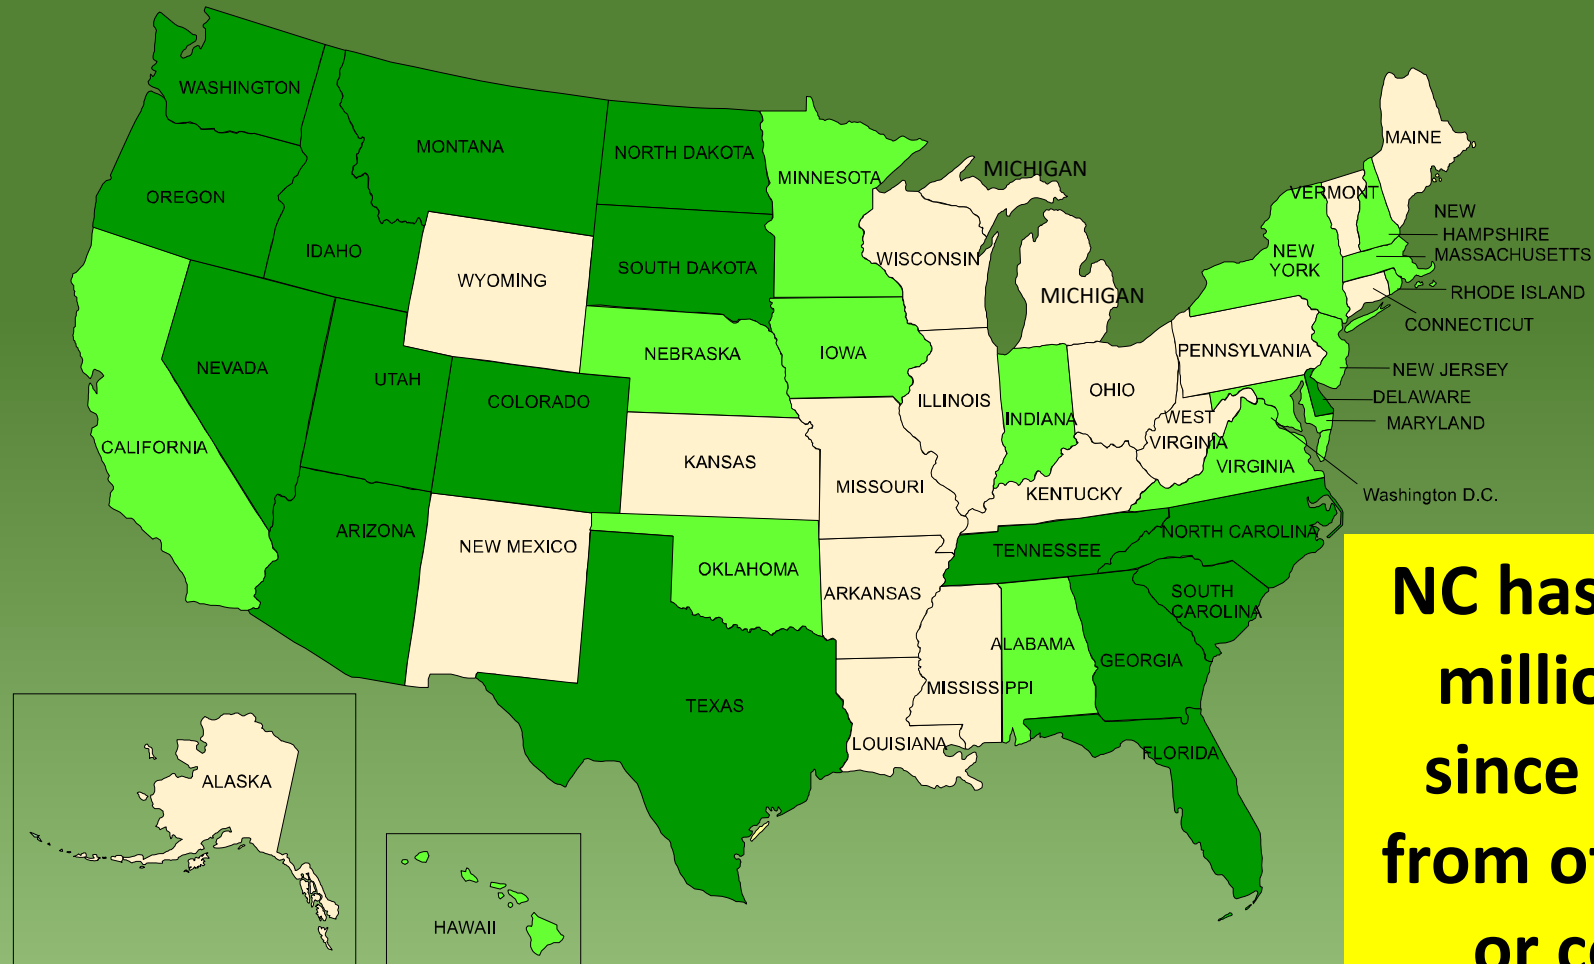 WASHINGTON
MONTANA
NORTH DAKOTA
MINNESOTA
MICHIGAN
MAINE
OREGON
IDAHO
WYOMING
SOUTH DAKOTA
WISCONSIN
MICHIGAN
VERMONT
NEW
HAMPSHIRE
NEW
YORK
MASSACHUSETTS
RHODE ISLAND
CONNECTICUT
NEVADA
UTAH
COLORADO
NEBRASKA
IOWA
ILLINOIS
INDIANA
OHIO
PENNSYLVANIA
NEW JERSEY
DELAWARE
MARYLAND
WEST
VIRGINIA
VIRGINIA
Washington D.C.
CALIFORNIA
KANSAS
MISSOURI
KENTUCKY
ARIZONA
NEW MEXICO
OKLAHOMA
ARKANSAS
TENNESSEE
NORTH CAROLINA
SOUTH
CAROLINA
TEXAS
LOUISIANA
MISSISSIPPI
ALABAMA
GEORGIA
FLORIDA
ALASKA
HAWAII
NC has
millio
since
from o
or c